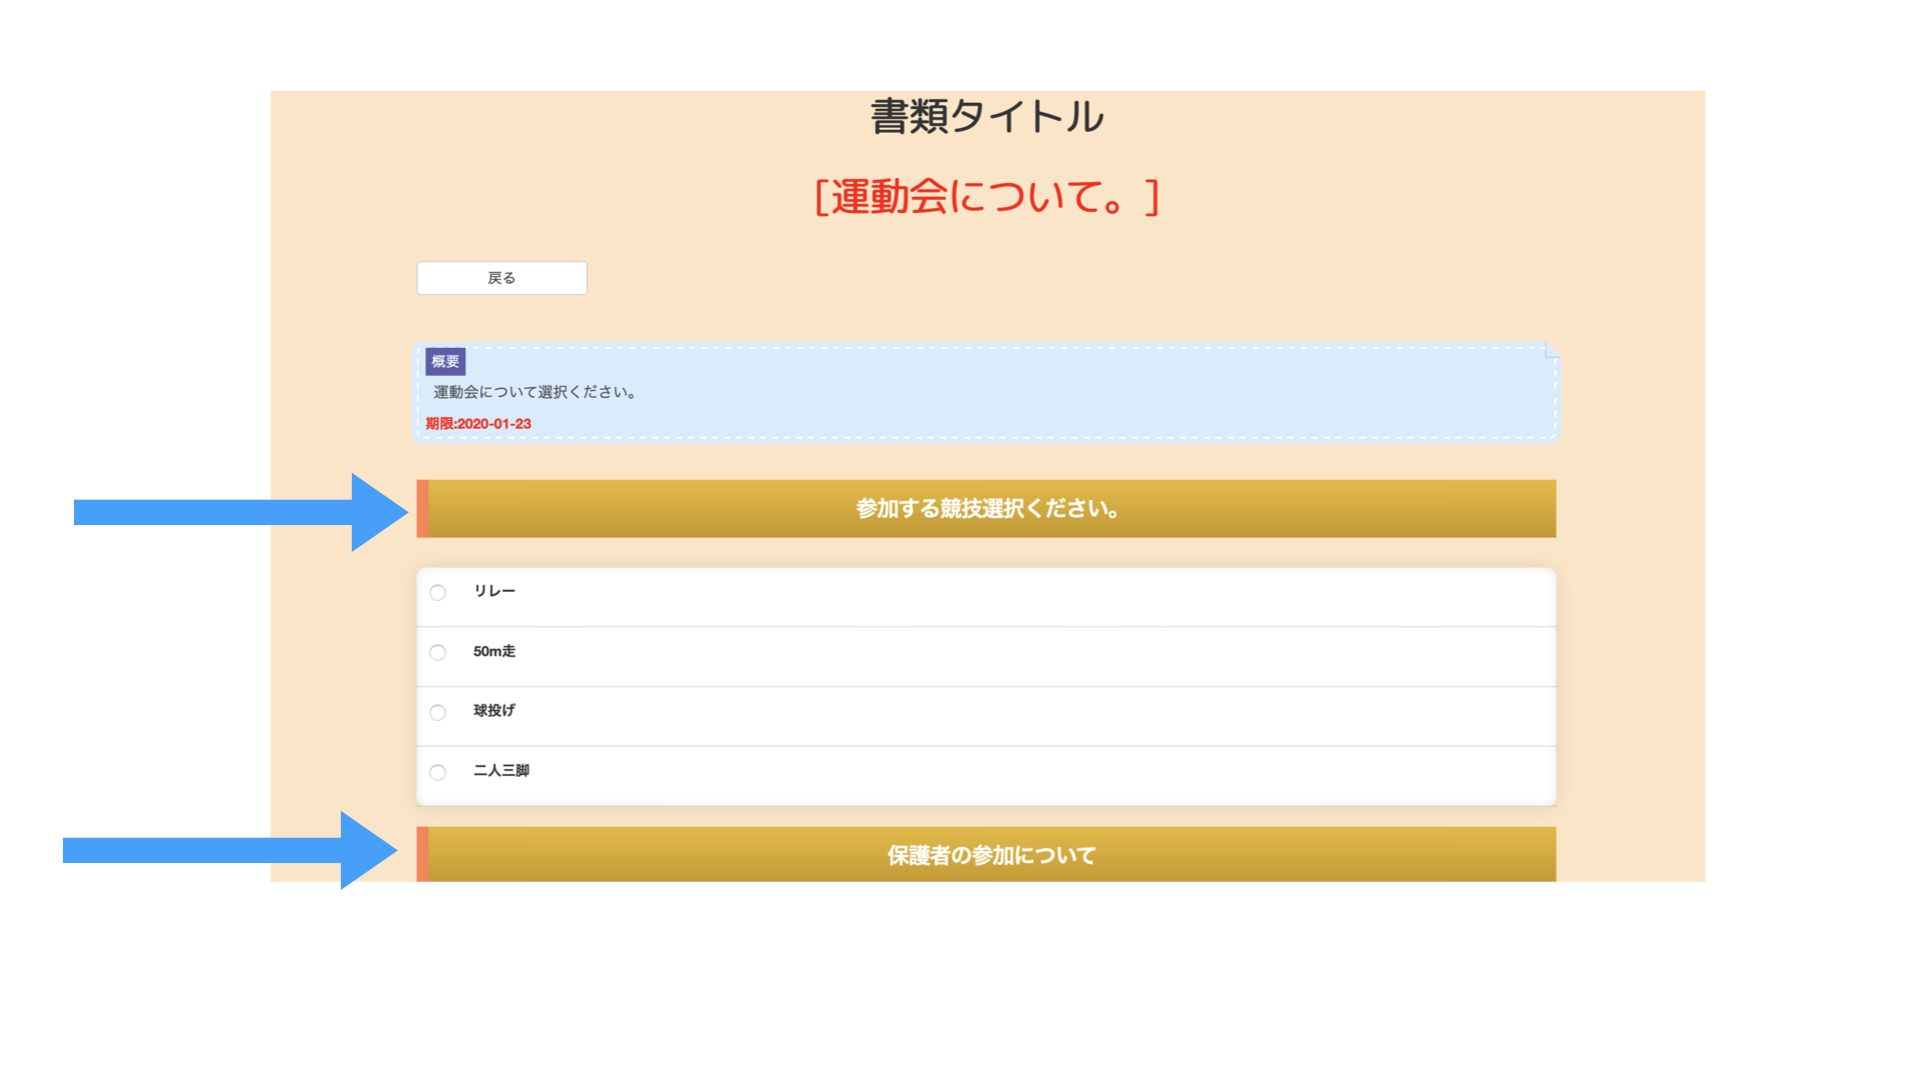 書類タイトル
[運動会について。]
戻る
概要
運動会について選択ください。
期限:2020-01-23
参加する競技選択ください。
リレー
50m走
球投げ
二人三脚
保護者の参加について